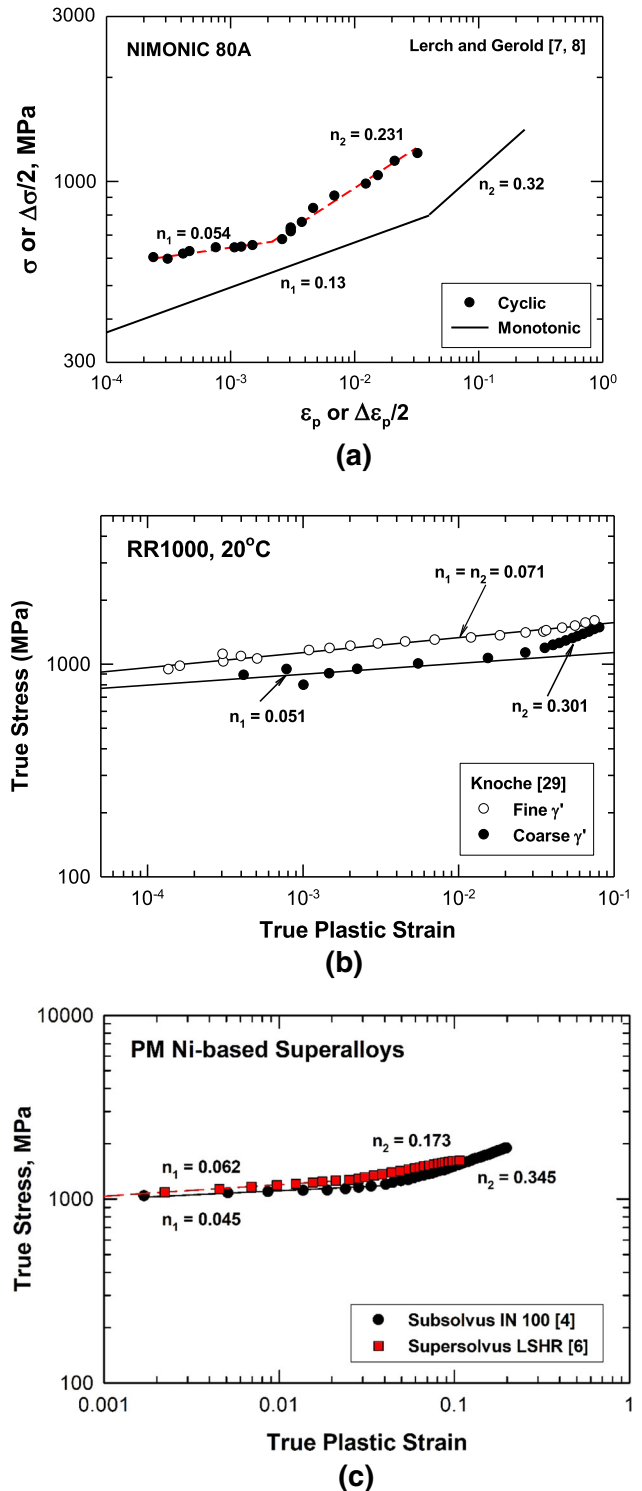 3000
NIMONIC 80A
Lerch and Gerold [7, 8]
n2 = 0.231
σ or Δσ/2, MPa
1000
n2 = 0.32
n1 = 0.054
n1 = 0.13
Cyclic
Monotonic
300
10-4
10-3
10-2
10-1
100
εp or Δεp/2
(a)
RR1000, 20oC
n1 = n2 = 0.071
True Stress (MPa)
1000
n1 = 0.051
n2 = 0.301
Knoche [29]
Fine γ'
Coarse γ'
100
10-4
10-3
10-2
10-1
True Plastic Strain
(b)
10000
PM Ni-based Superalloys
True Stress, MPa
n2 = 0.173
n1 = 0.062
n2 = 0.345
1000
n1 = 0.045
Subsolvus IN 100 [4]
Supersolvus LSHR [6]
100
0.001
0.01
0.1
1
True Plastic Strain
(c)